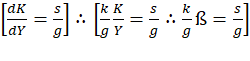 [dK/dY = s/g] ∴ [k/g K/Y = s/g ∴ k/g ß = s/g]